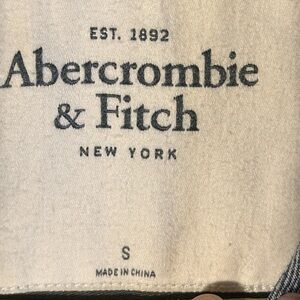 EST. 1892
Abercrombie
& Fitch
NEW YORK
S
MADE IN CHINA